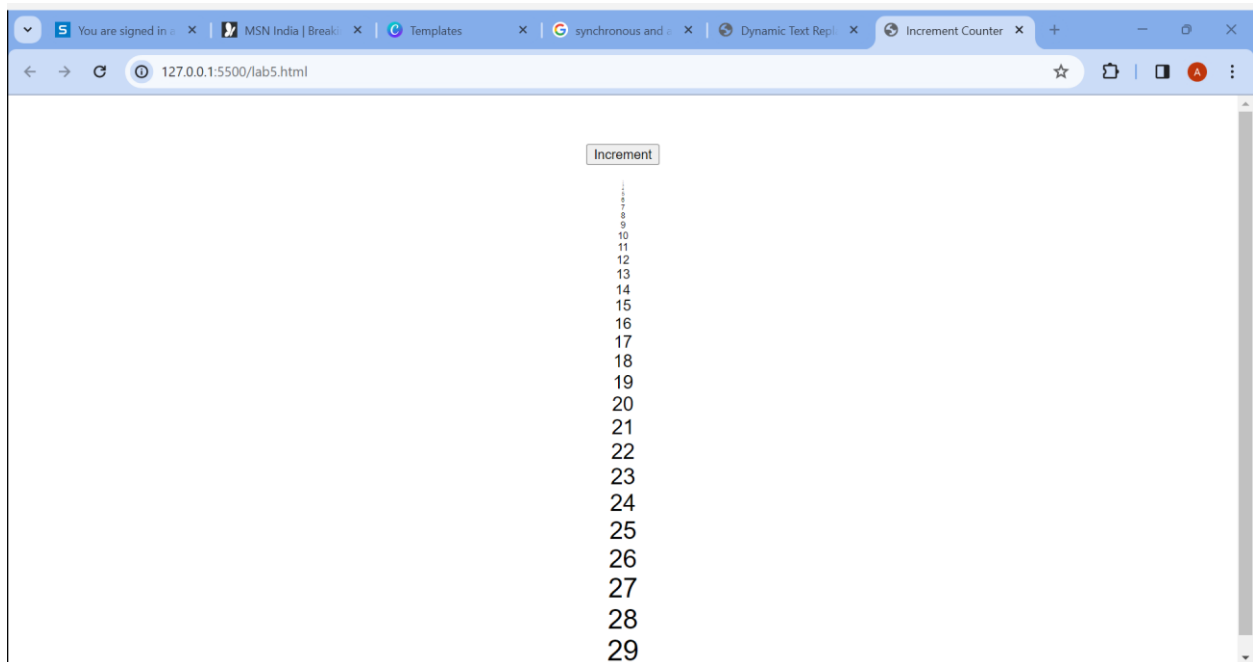 You are signed in a
MSN India | Breaki
Templates
synchronous and a
Dynamic Text Repl
Increment Counter
127.0.0.1:5500/lab5.html
A
Increment
5
6
7
8
9
10
11
12
13
14
15
16
17
18
19
20
21
22
23
24
25
26
27
28
29